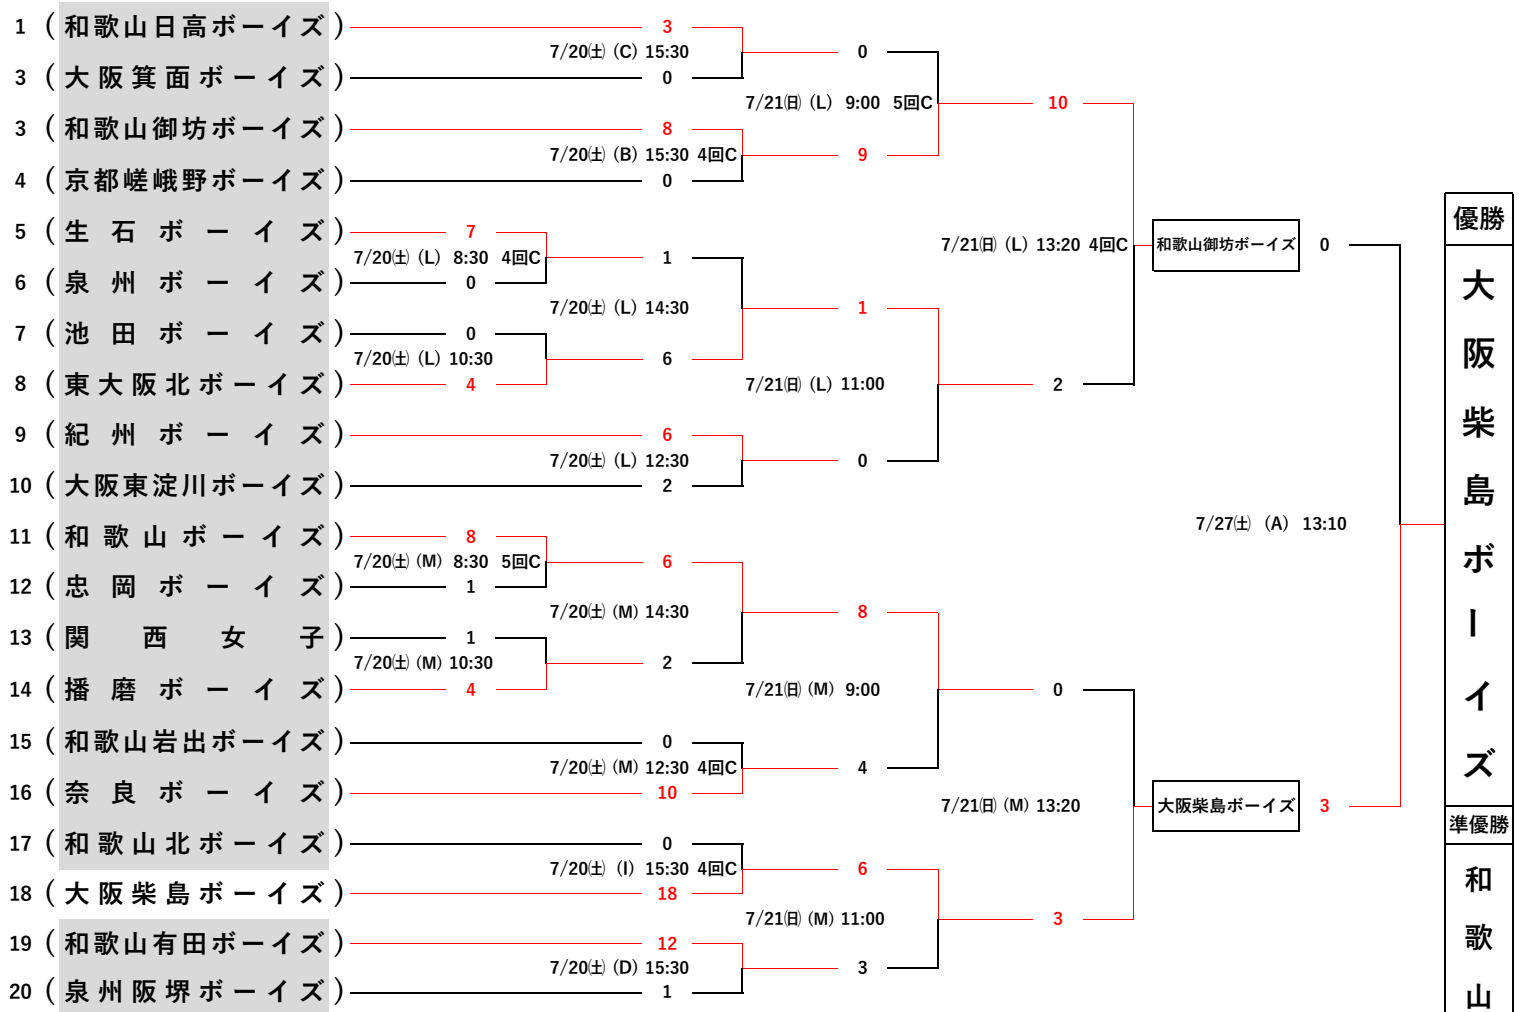 1 (和歌山日高ボーイズ) 3
7/20㈯ (C) 15:30 0
3 (大阪箕面ボーイズ) 0
7/21㈰ (L) 9:00 5回C 10
3 (和歌山御坊ボーイズ) 8
7/20㈯ (B) 15:30 4回C 9
4 (京都嵯峨野ボーイズ) 0
優勝
5 (生石ボーイズ) 7
7/21㈰ (L) 13:20 4回C 和歌山御坊ボーイズ 0
7/20㈯ (L) 8:30 4回C 1
6 (泉州ボーイズ) 0
7/20㈯ (L) 14:30 1
7 (池田ボーイズ) 0
7/20㈯ (L) 10:30 6
8 (東大阪北ボーイズ) 4
7/21㈰ (L) 11:00 2
9 (紀州ボーイズ) 6
7/20㈯ (L) 12:30 0
10 (大阪東淀川ボーイズ) 2
7/27㈯ (A) 13:10
大阪柴島ボーイズ
11 (和歌山ボーイズ) 8
7/20㈯ (M) 8:30 5回C 6
12 (忠岡ボーイズ) 1
7/20㈯ (M) 14:30 8
13 (関西女子) 1
7/20㈯ (M) 10:30 2
14 (播磨ボーイズ) 4
7/21㈰ (M) 9:00 0
15 (和歌山岩出ボーイズ) 0
7/20㈯ (M) 12:30 4回C 4
16 (奈良ボーイズ) 10
7/21㈰ (M) 13:20 大阪柴島ボーイズ 3
準優勝
17 (和歌山北ボーイズ) 0
7/20㈯ (I) 15:30 4回C 6
18 (大阪柴島ボーイズ) 18
7/21㈰ (M) 11:00 3
19 (和歌山有田ボーイズ) 12
7/20㈯ (D) 15:30 3
20 (泉州阪堺ボーイズ) 1
和歌山